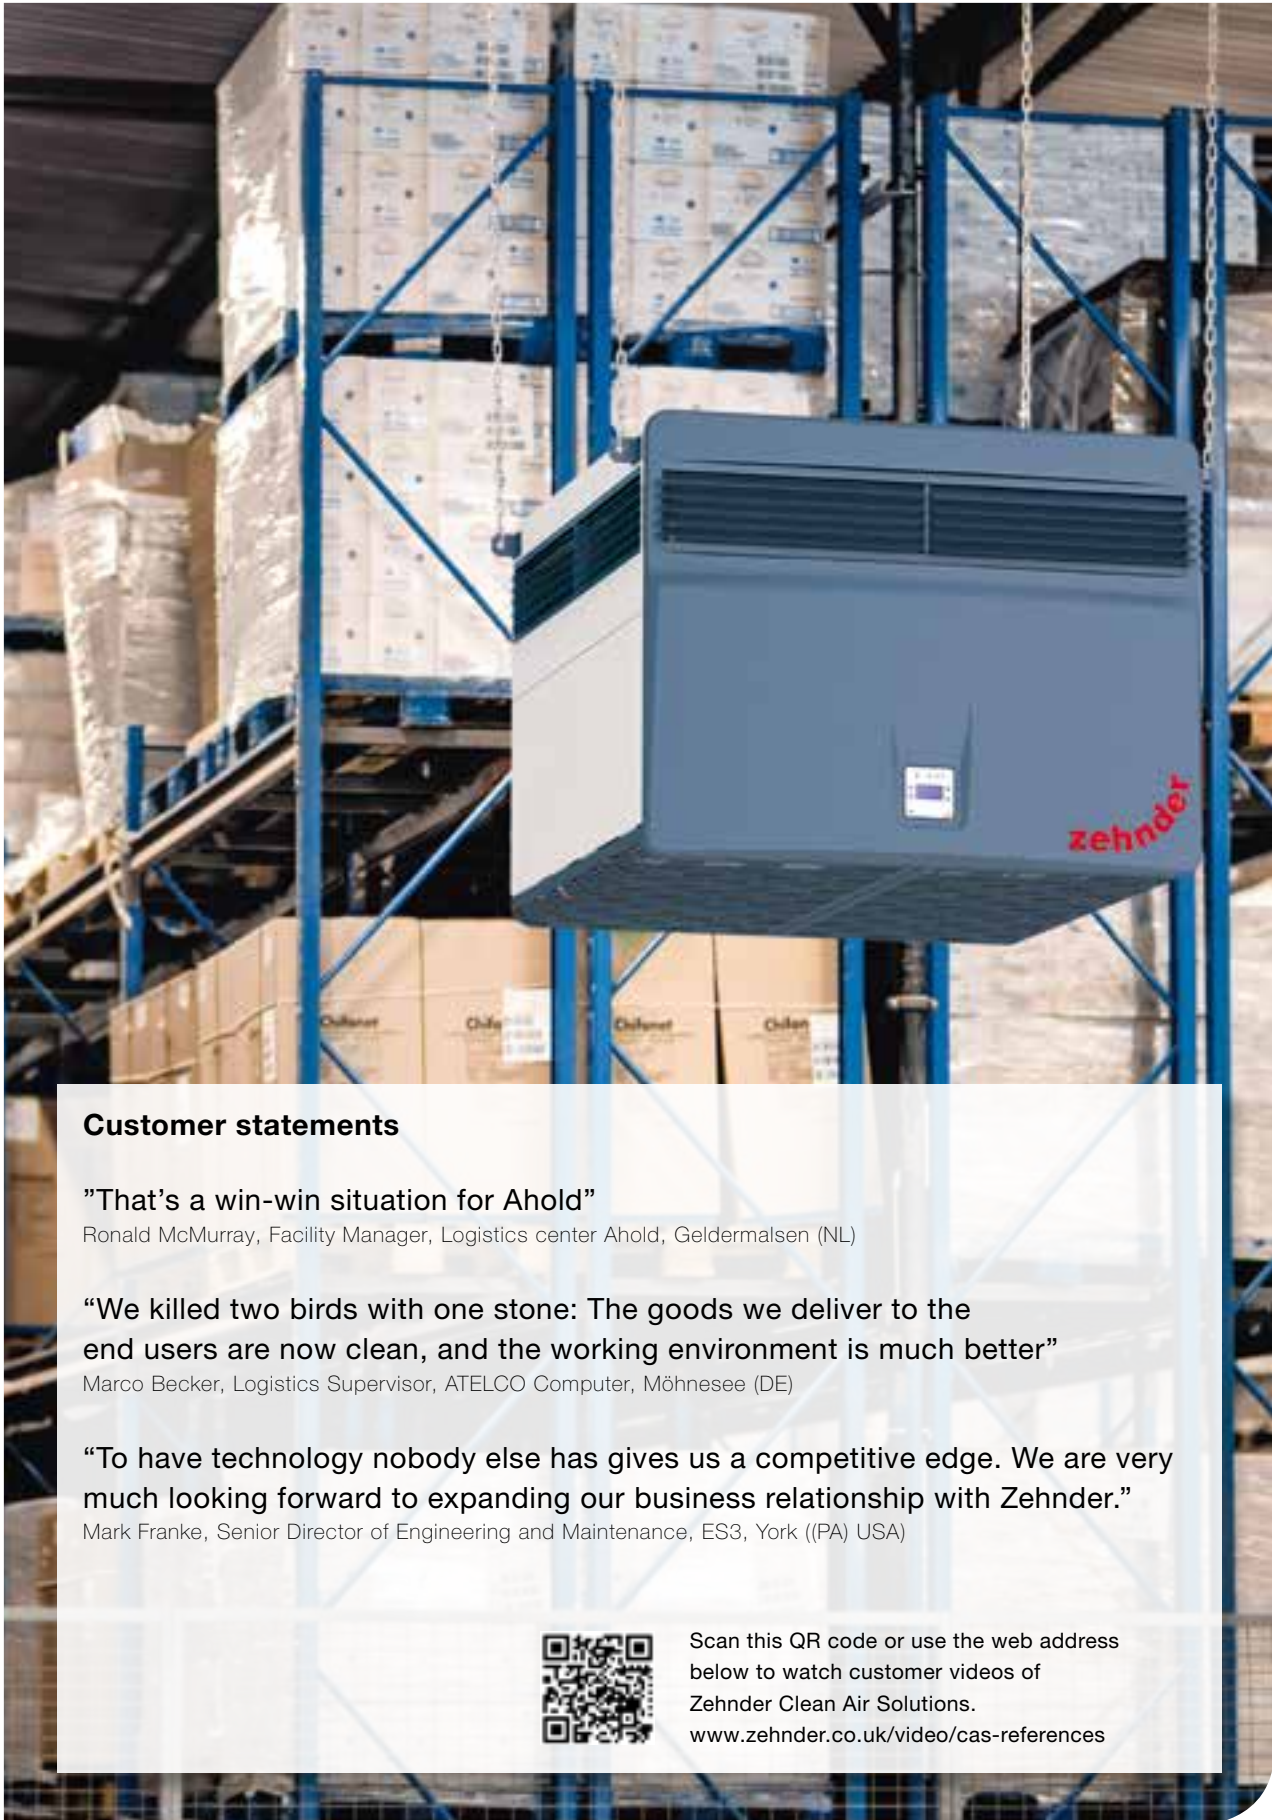 zehnder
Chifonet
Chifonet
Customer statements
”That’s a win-win situation for Ahold”
Ronald McMurray, Facility Manager, Logistics center Ahold, Geldermalsen (NL)
“We killed two birds with one stone: The goods we deliver to the
end users are now clean, and the working environment is much better”
Marco Becker, Logistics Supervisor, ATELCO Computer, Möhnesee (DE)
“To have technology nobody else has gives us a competitive edge. We are very
much looking forward to expanding our business relationship with Zehnder.”
Mark Franke, Senior Director of Engineering and Maintenance, ES3, York ((PA) USA)
Scan this QR code or use the web address
below to watch customer videos of
Zehnder Clean Air Solutions.
www.zehnder.co.uk/video/cas-references